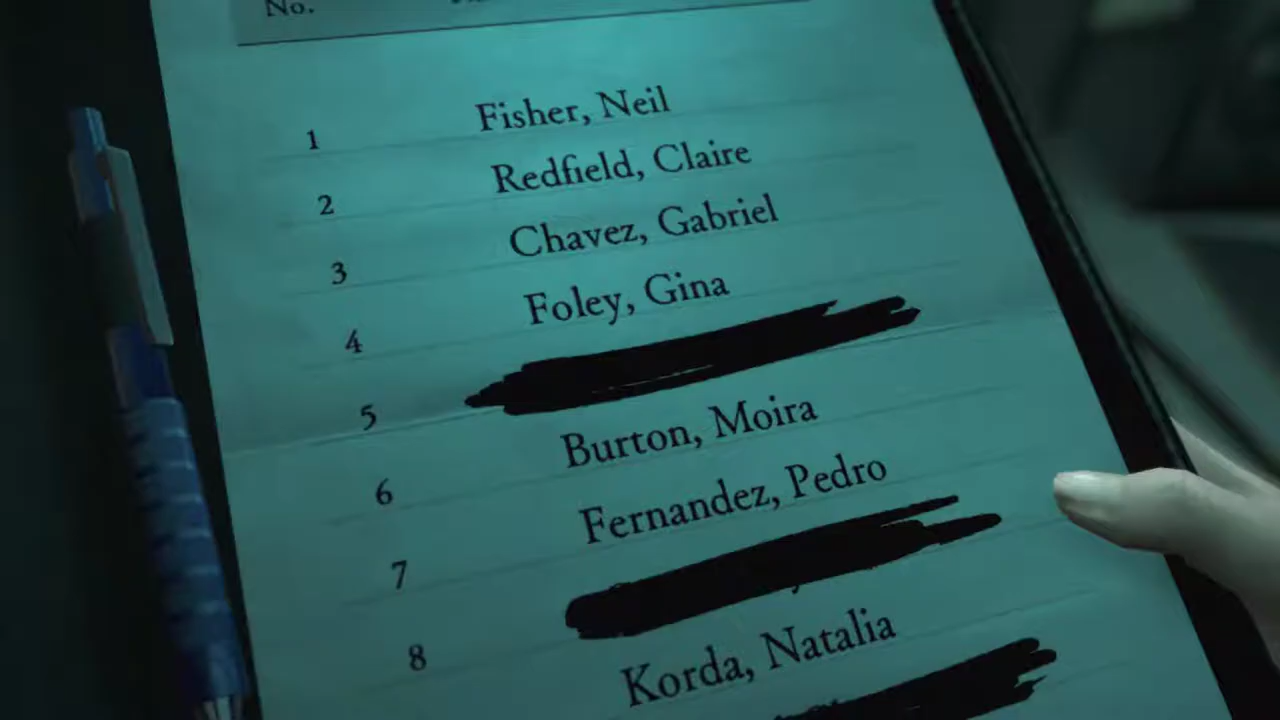 No.
1 Fisher, Neil
2 Redfield, Claire
3 Chavez, Gabriel
4 Foley, Gina
5
6 Burton, Moira
7 Fernandez, Pedro
8
Korda, Natalia